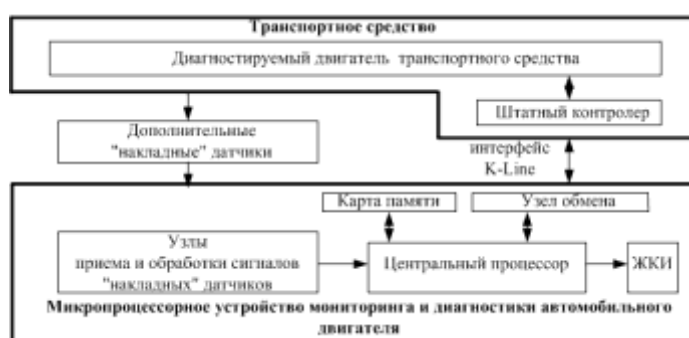 Транспортное средство
Диагностируемый двигатель транспортного средства
Штатный контролер
Дополнительные
"накладные" датчики
интерфейс
K-Line
Карта памяти
Узел обмена
Узлы
приема и обработки сигналов
"накладных" датчиков
Центральный процессор
ЖКИ
Микропроцессорное устройство мониторинга и диагностики автомобильного
двигателя